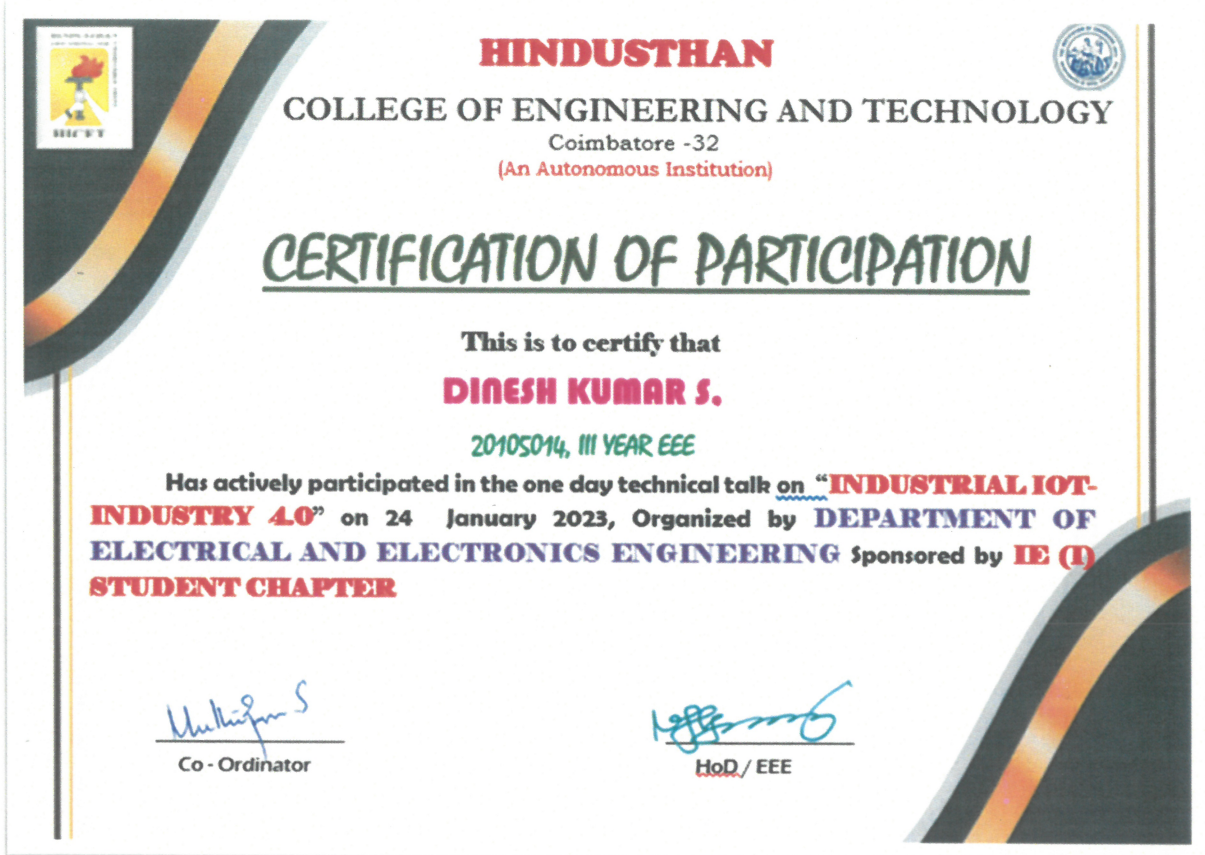 HINDUSTHAN
COLLEGE OF ENGINEERING AND TECHNOLOGY
Coimbatore -32
(An Autonomous Institution)
HICET
CERTIFICATION OF PARTICIPATION
This is to certify that
DINESH KUMAR S.
20105014, III YEAR EEE
Has actively participated in the one day technical talk on “INDUSTRIAL IOT-
INDUSTRY 4.0” on 24 January 2023, Organized by DEPARTMENT OF
ELECTRICAL AND ELECTRONICS ENGINEERING Sponsored by IE (I)
STUDENT CHAPTER
Co - Ordinator
HoD / EEE